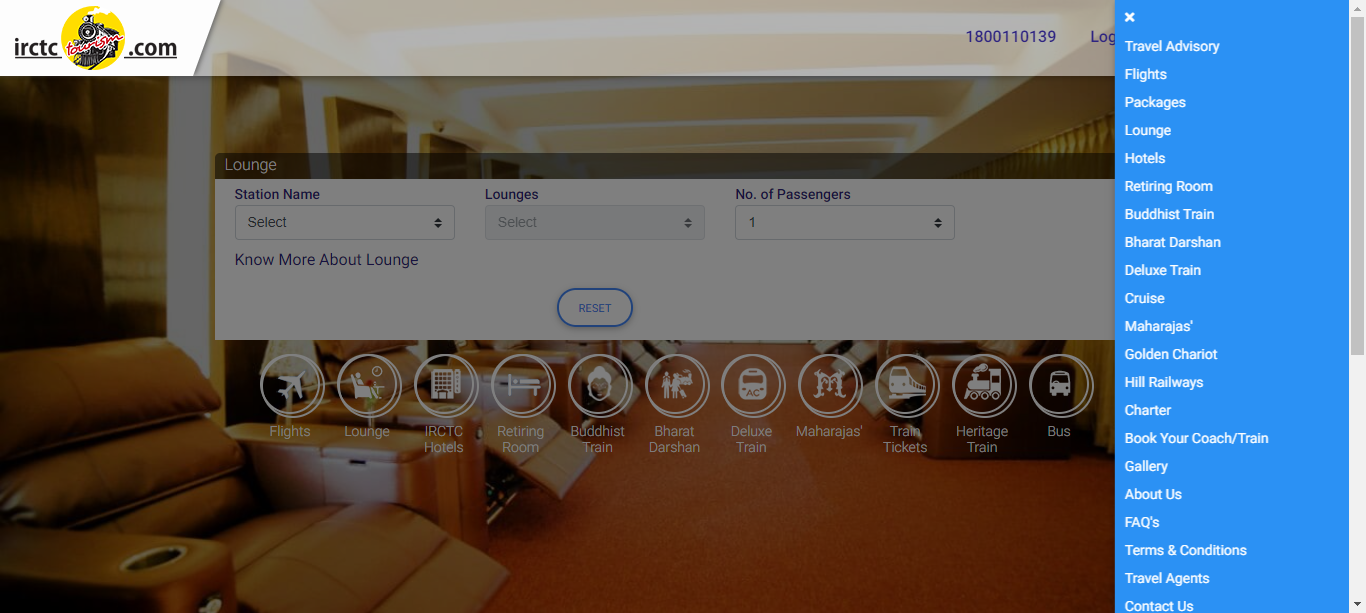 irctc tourism .com
1800110139
Log
Lounge
Station Name
Lounges
No. of Passengers
Select
Select
1
Know More About Lounge
RESET
AC
Flights
Lounge
IRCTC
Hotels
Retiring
Room
Buddhist
Train
Bharat
Darshan
Deluxe
Train
Maharajas'
Train
Tickets
Heritage
Train
Bus
Travel Advisory
Flights
Packages
Lounge
Hotels
Retiring Room
Buddhist Train
Bharat Darshan
Deluxe Train
Cruise
Maharajas'
Golden Chariot
Hill Railways
Charter
Book Your Coach/Train
Gallery
About Us
FAQ's
Terms & Conditions
Travel Agents
Contact Us